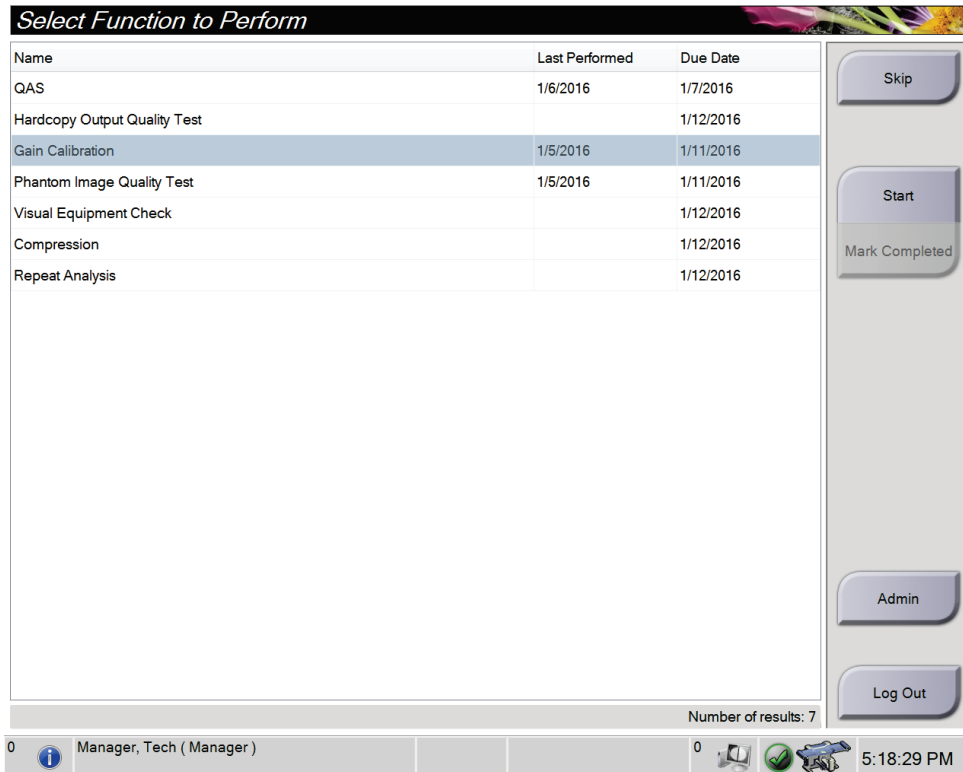 Select Function to Perform
Name Last Performed Due Date
QAS 1/6/2016 1/7/2016
Hardcopy Output Quality Test 1/12/2016
Gain Calibration 1/5/2016 1/11/2016
Phantom Image Quality Test 1/5/2016 1/11/2016
Visual Equipment Check 1/12/2016
Compression 1/12/2016
Repeat Analysis 1/12/2016
Number of results: 7
Skip
Start
Mark Completed
Admin
Log Out
0 Manager, Tech ( Manager ) 0 5:18:29 PM